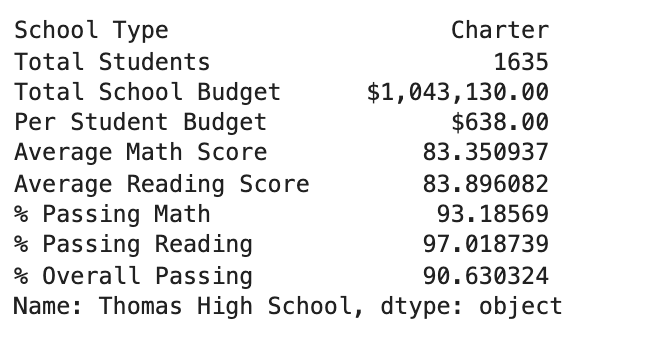 School Type Charter
Total Students 1635
Total School Budget $1,043,130.00
Per Student Budget $638.00
Average Math Score 83.350937
Average Reading Score 83.896082
% Passing Math 93.18569
% Passing Reading 97.018739
% Overall Passing 90.630324
Name: Thomas High School, dtype: object